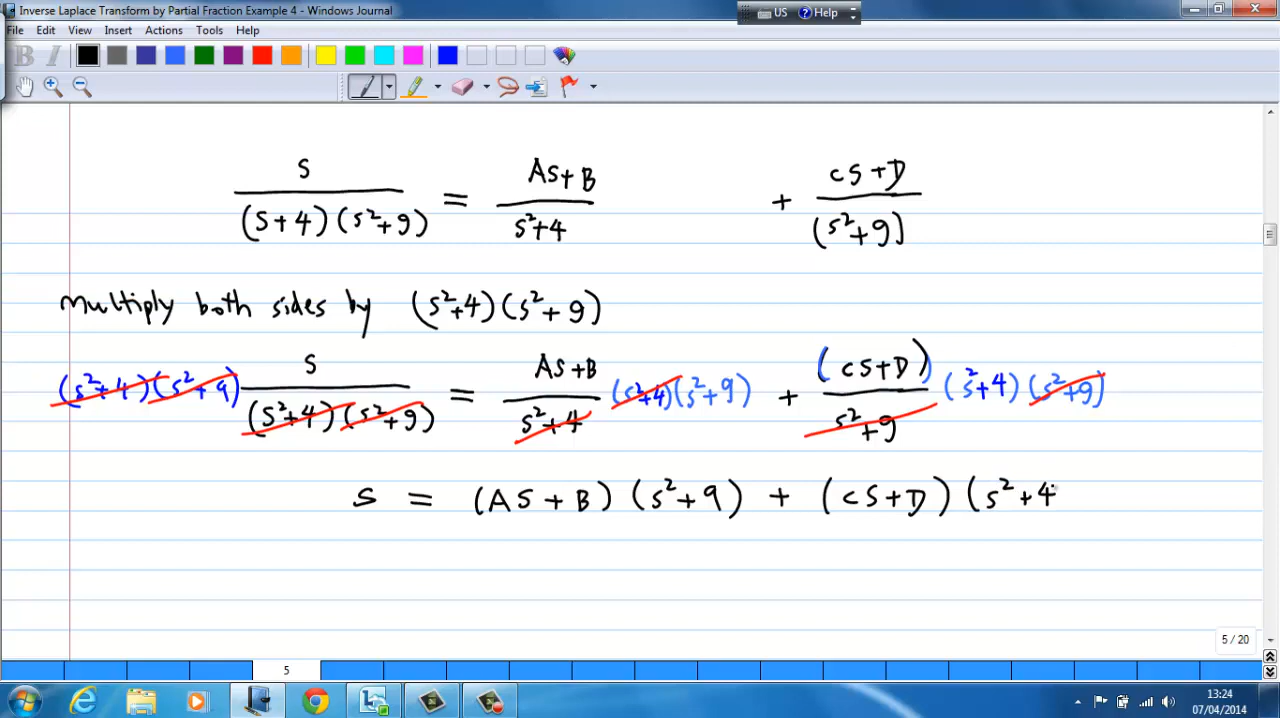 Inverse Laplace Transform by Partial Fraction Example 4 - Windows Journal
US Help
File Edit View Insert Actions Tools Help
B I
S / (S+4)(s²+9) = AS+B / s²+4 + CS+D / (s²+9)
Multiply both sides by (s²+4)(s²+9)
(s²+4)(s²+9) S / (s²+4)(s²+9) = AS+B / s²+4 (s²+4)(s²+9) + (CS+D) / s²+9 (s²+4)(s²+9)
S = (AS+B)(s²+9) + (CS+D)(s²+4
5 / 20
5
13:24
07/04/2014